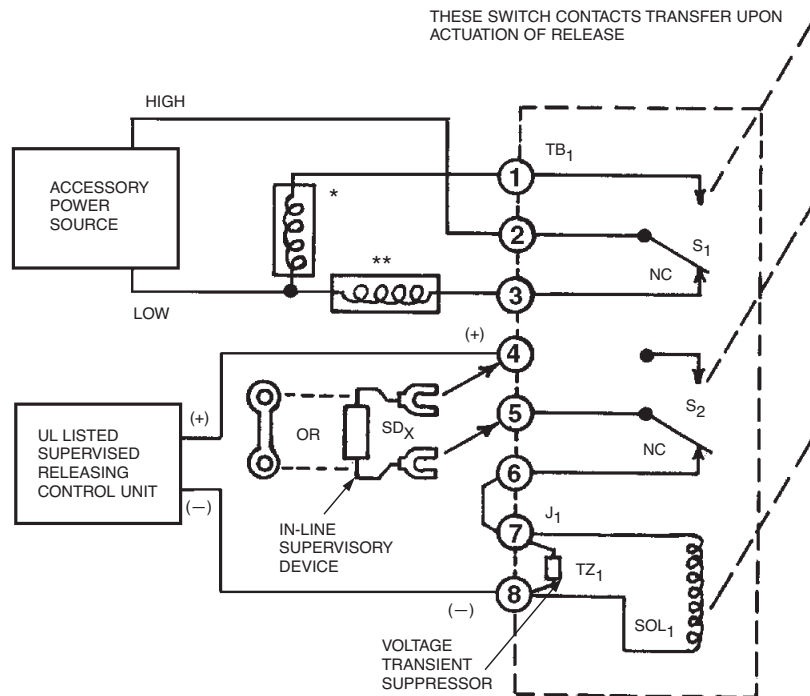 THESE SWITCH CONTACTS TRANSFER UPON
ACTUATION OF RELEASE
HIGH
ACCESSORY
POWER
SOURCE
LOW
*
**
1
TB1
2
S1
NC
3
(+)
4
5
S2
NC
6
UL LISTED
SUPERVISED
RELEASING
CONTROL UNIT
(+)
(—)
OR
SDX
IN-LINE
SUPERVISORY
DEVICE
7
J1
TZ1
8
(—)
SOL1
VOLTAGE
TRANSIENT
SUPPRESSOR